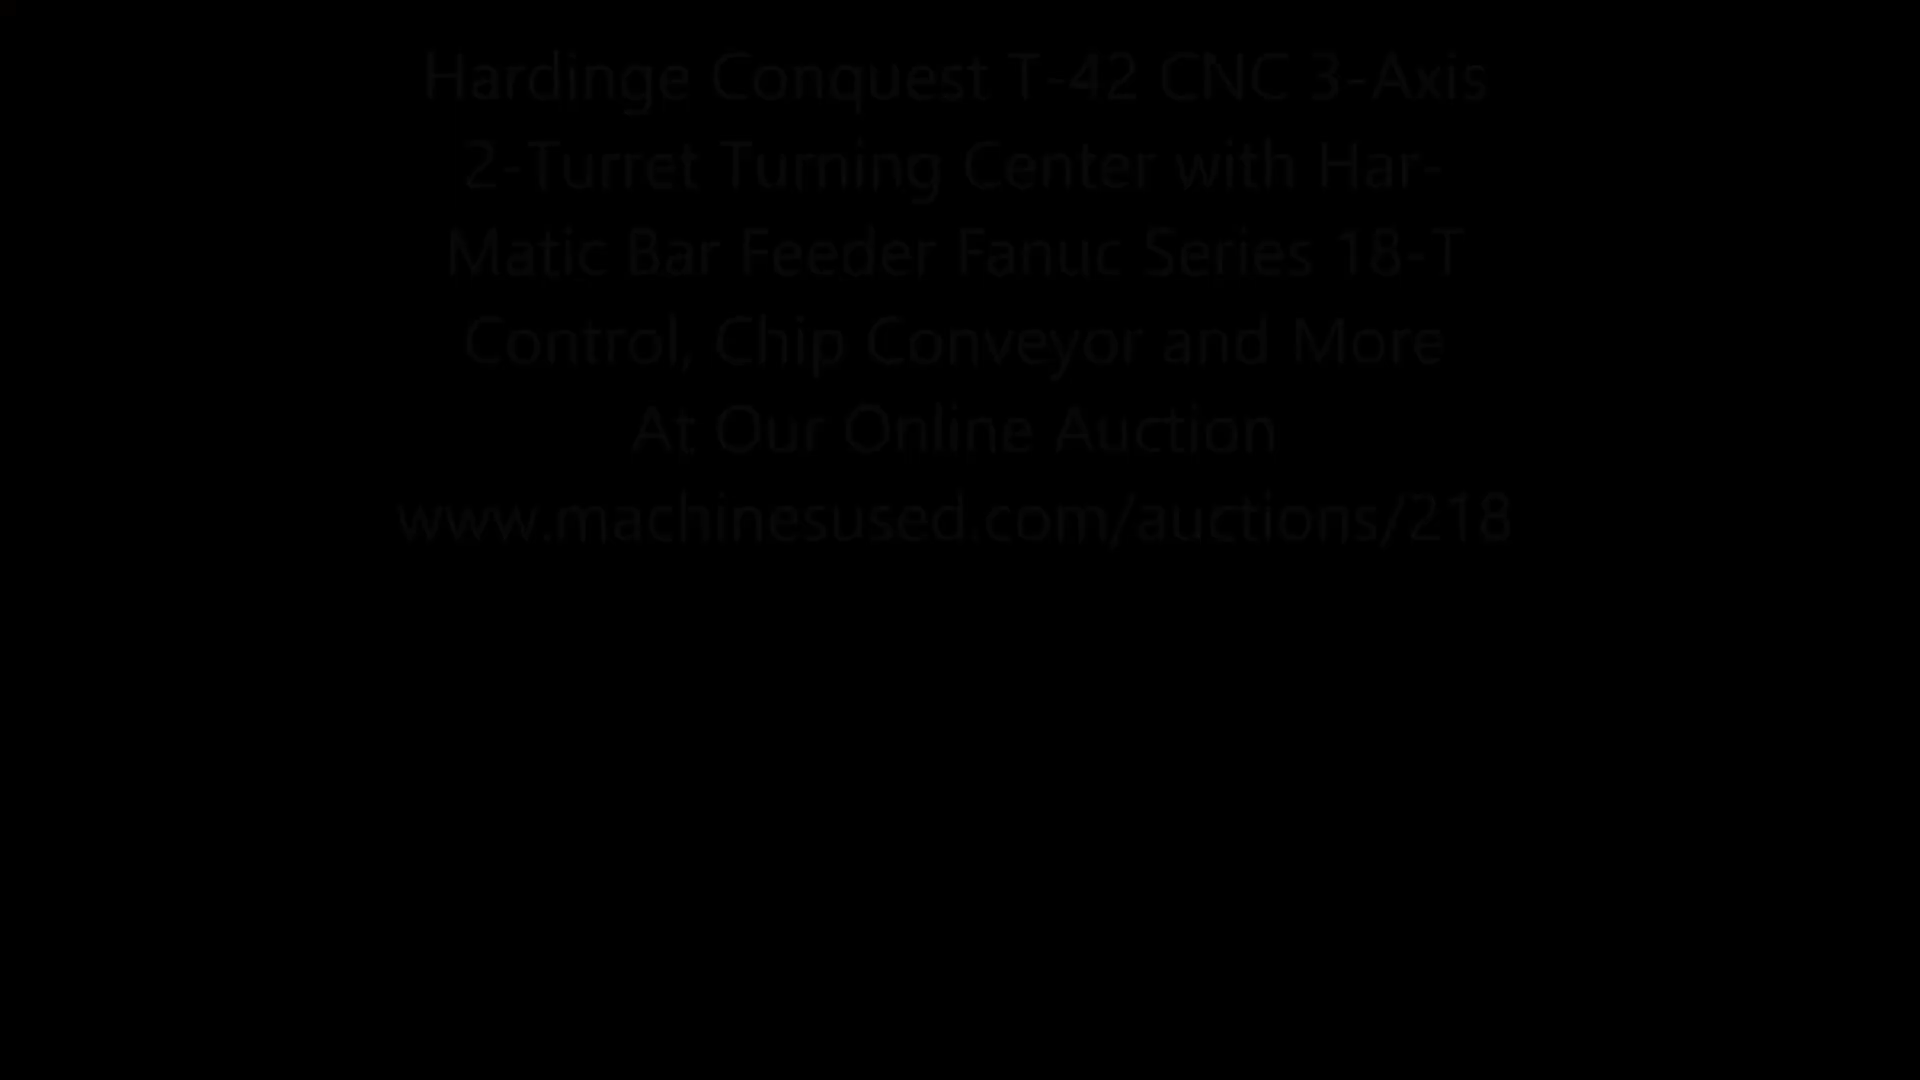 Hardinge Conquest T-42 CNC 3-Axis
2-Turret Turning Center with Har-
Matic Bar Feeder Fanuc Series 18-T
Control, Chip Conveyor and More
At Our Online Auction
www.machinesused.com/auctions/218